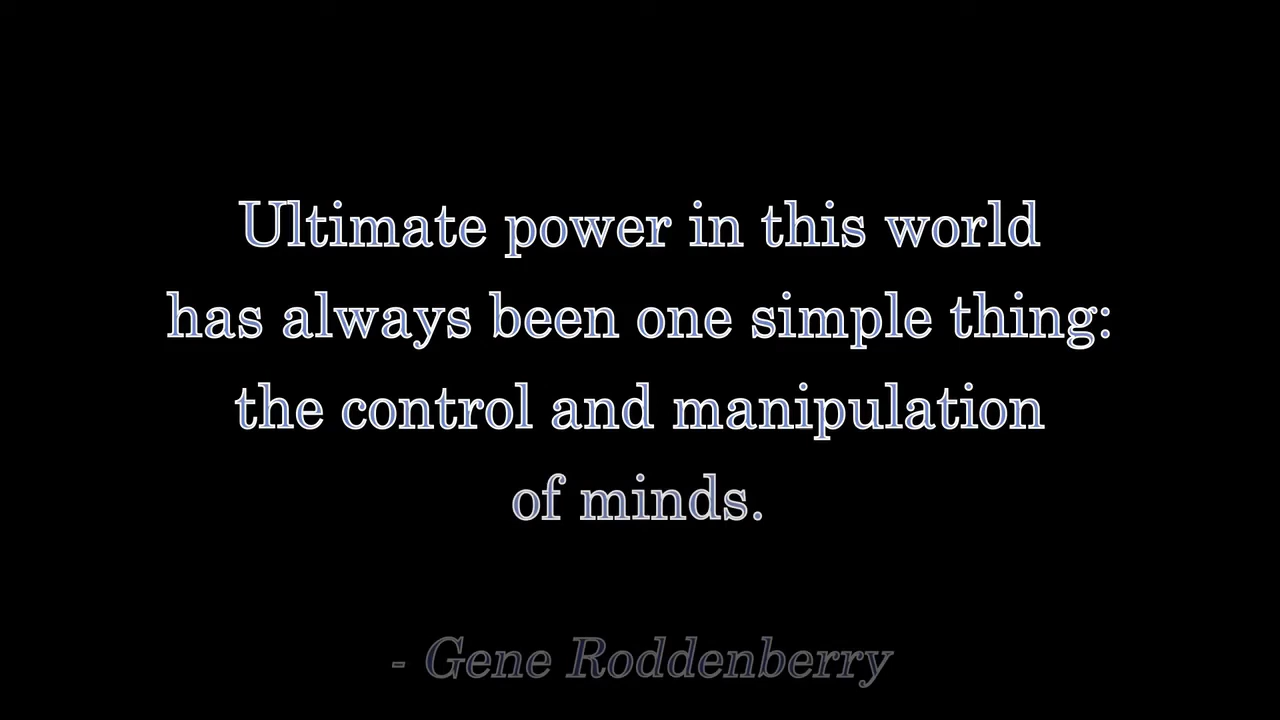 Ultimate power in this world
has always been one simple thing:
the control and manipulation
of minds.
- Gene Roddenberry